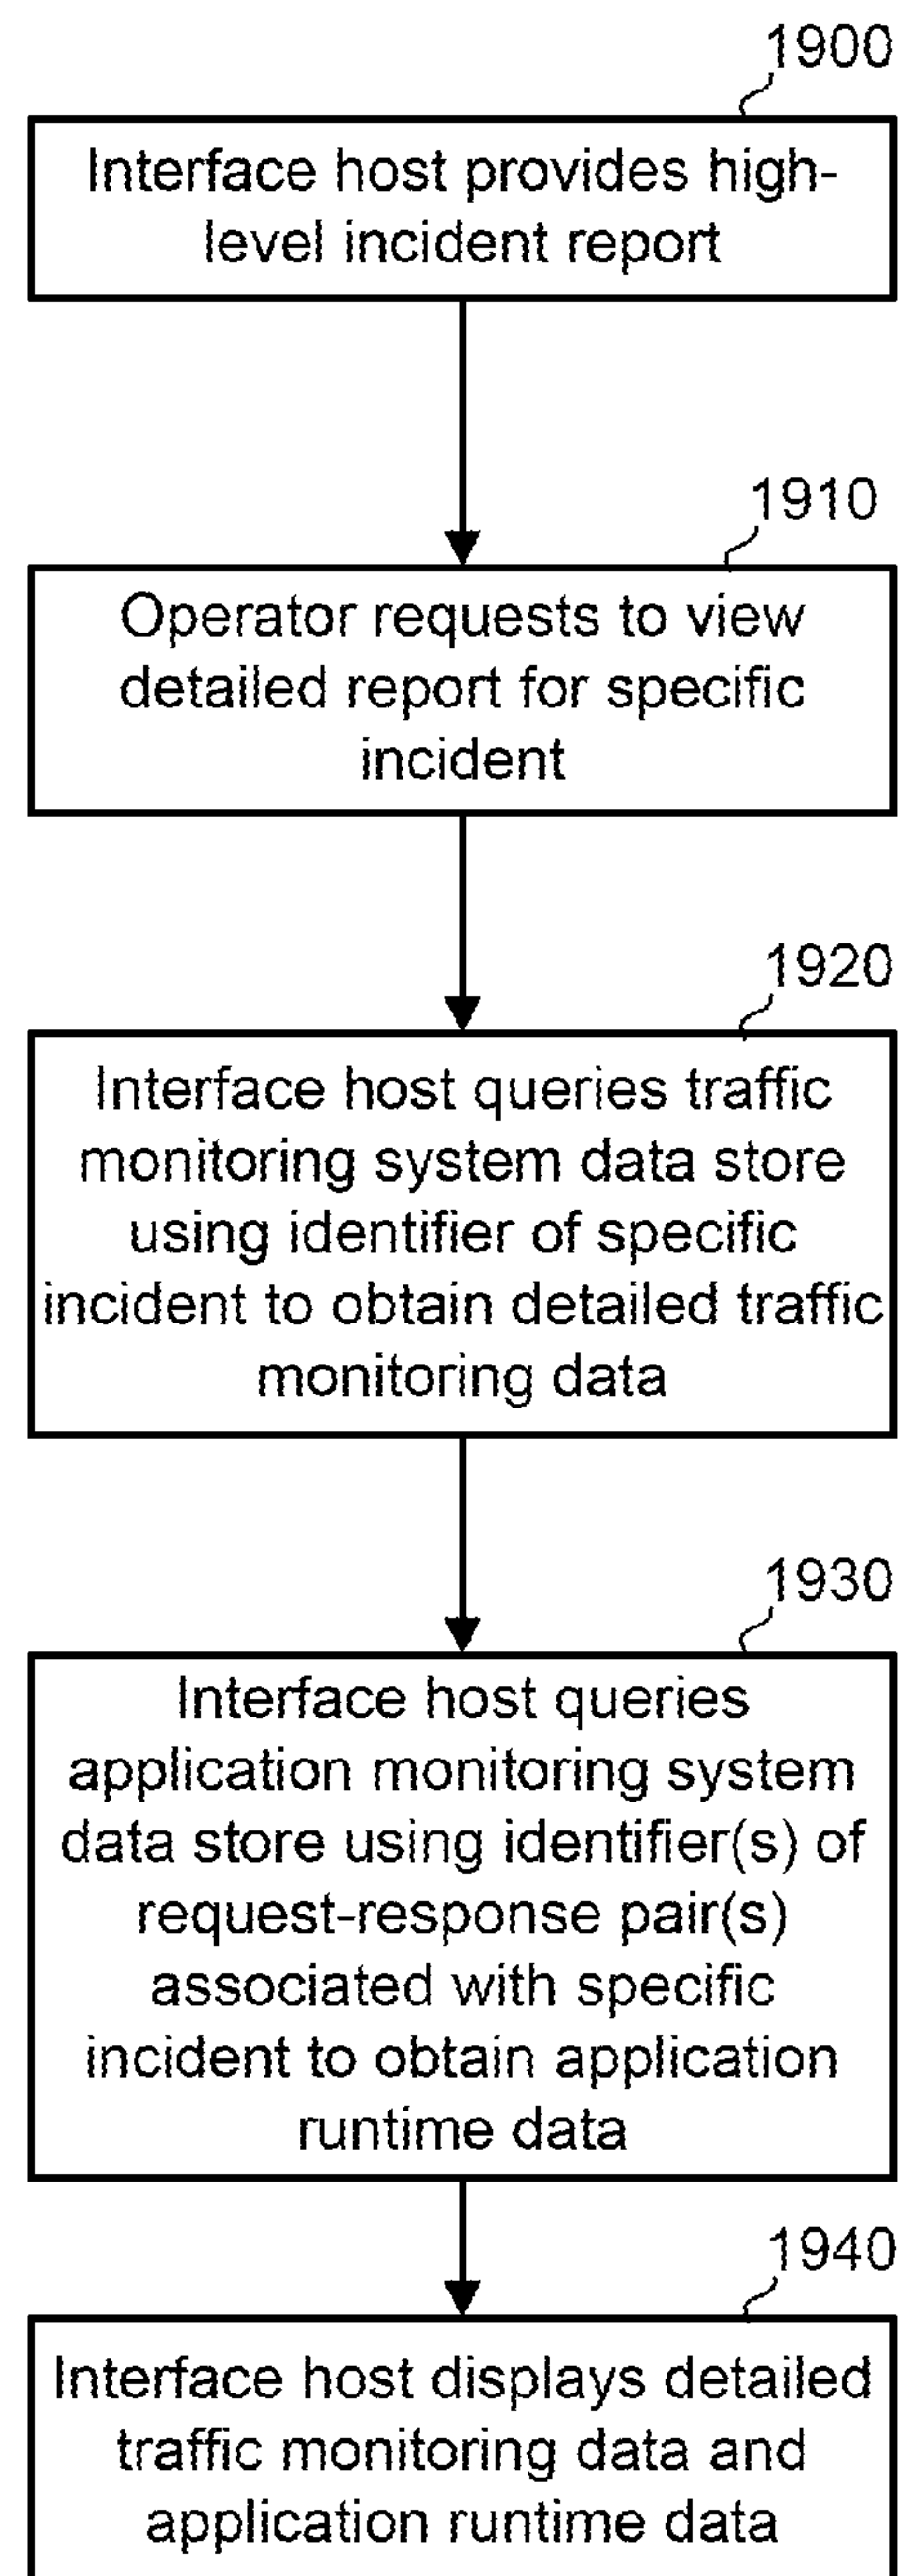 1900
Interface host provides high-
level incident report
1910
Operator requests to view
detailed report for specific
incident
1920
Interface host queries traffic
monitoring system data store
using identifier of specific
incident to obtain detailed traffic
monitoring data
1930
Interface host queries
application monitoring system
data store using identifier(s) of
request-response pair(s)
associated with specific
incident to obtain application
runtime data
1940
Interface host displays detailed
traffic monitoring data and
application runtime data